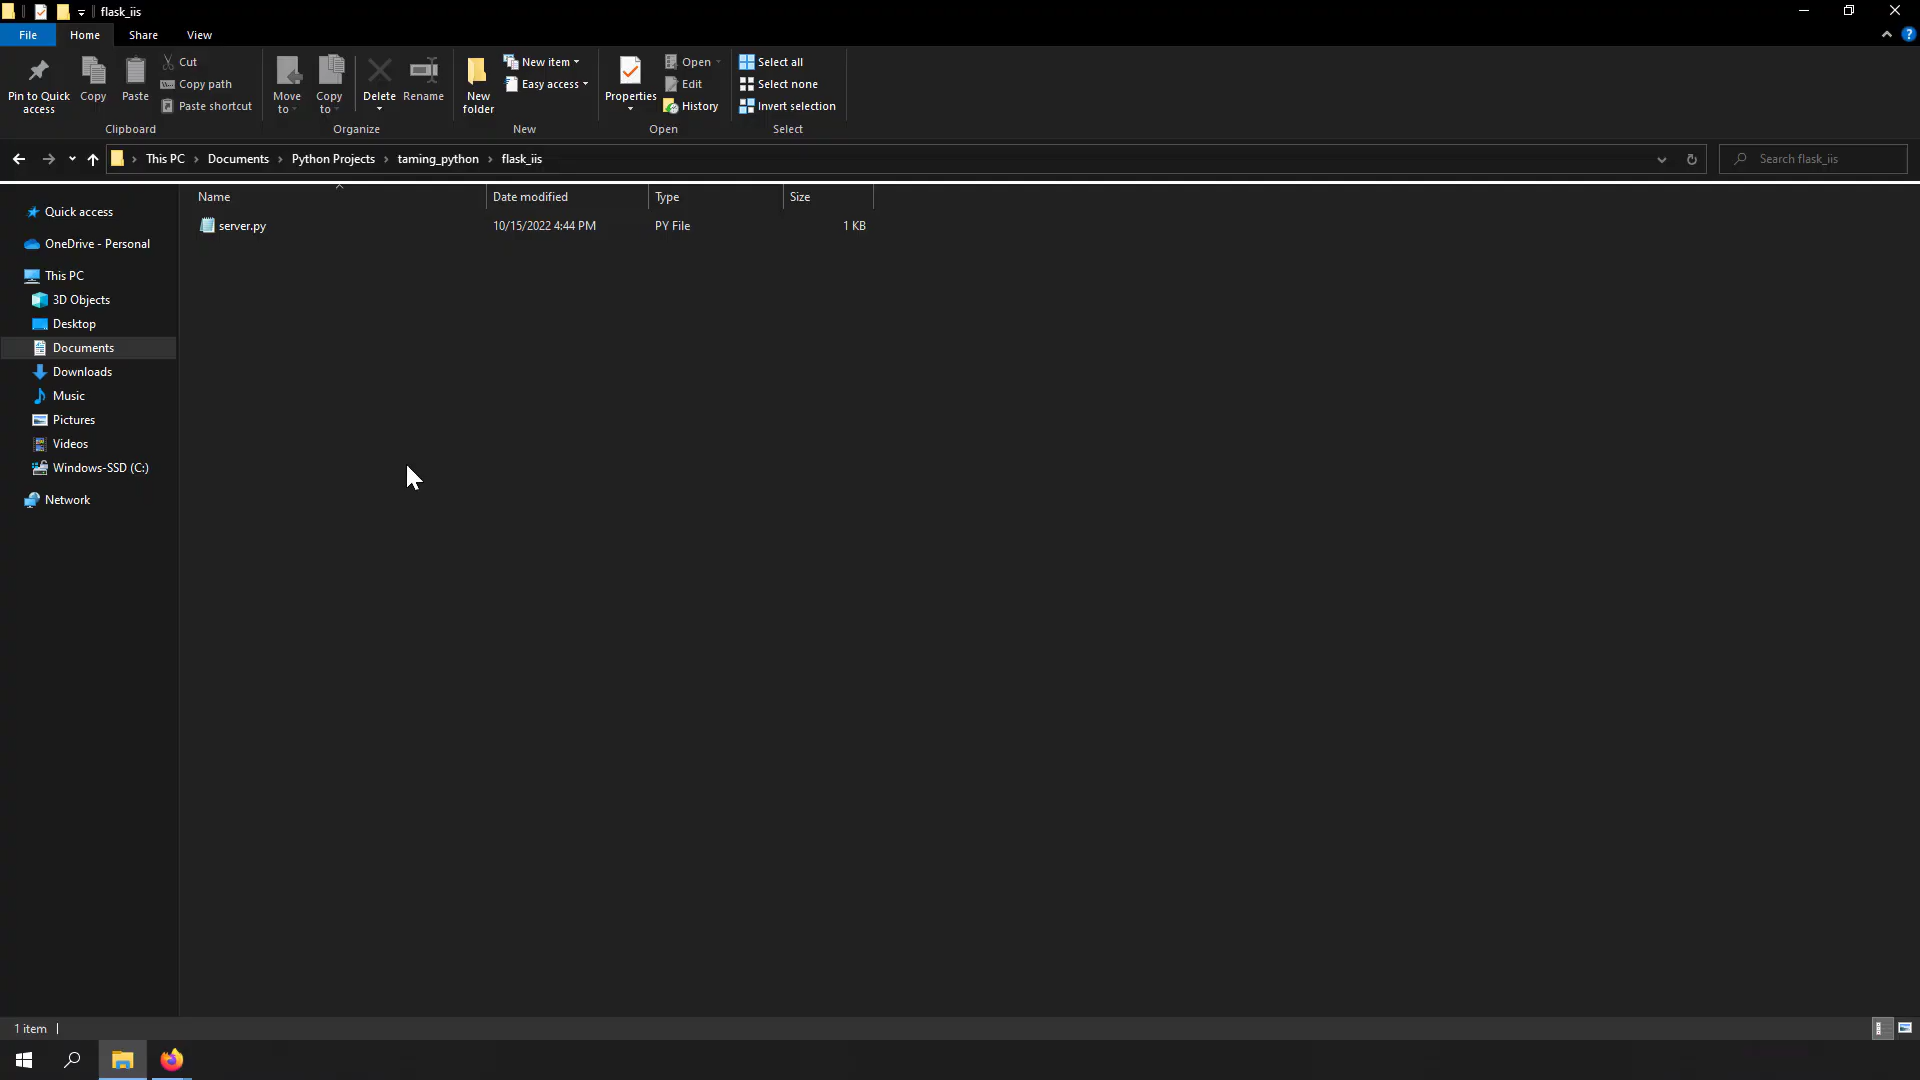 flask_iis
File Home Share View
Pin to Quick access
Copy
Paste
Cut
Copy path
Paste shortcut
Clipboard
Move to
Copy to
Delete
Rename
Organize
New folder
New item
Easy access
New
Properties
Open
Edit
History
Open
Select all
Select none
Invert selection
Select
This PC › Documents › Python Projects › taming_python › flask_iis
Search flask_iis
Name Date modified Type Size
server.py 10/15/2022 4:44 PM PY File 1 KB
Quick access
OneDrive - Personal
This PC
3D Objects
Desktop
Documents
Downloads
Music
Pictures
Videos
Windows-SSD (C:)
Network
1 item